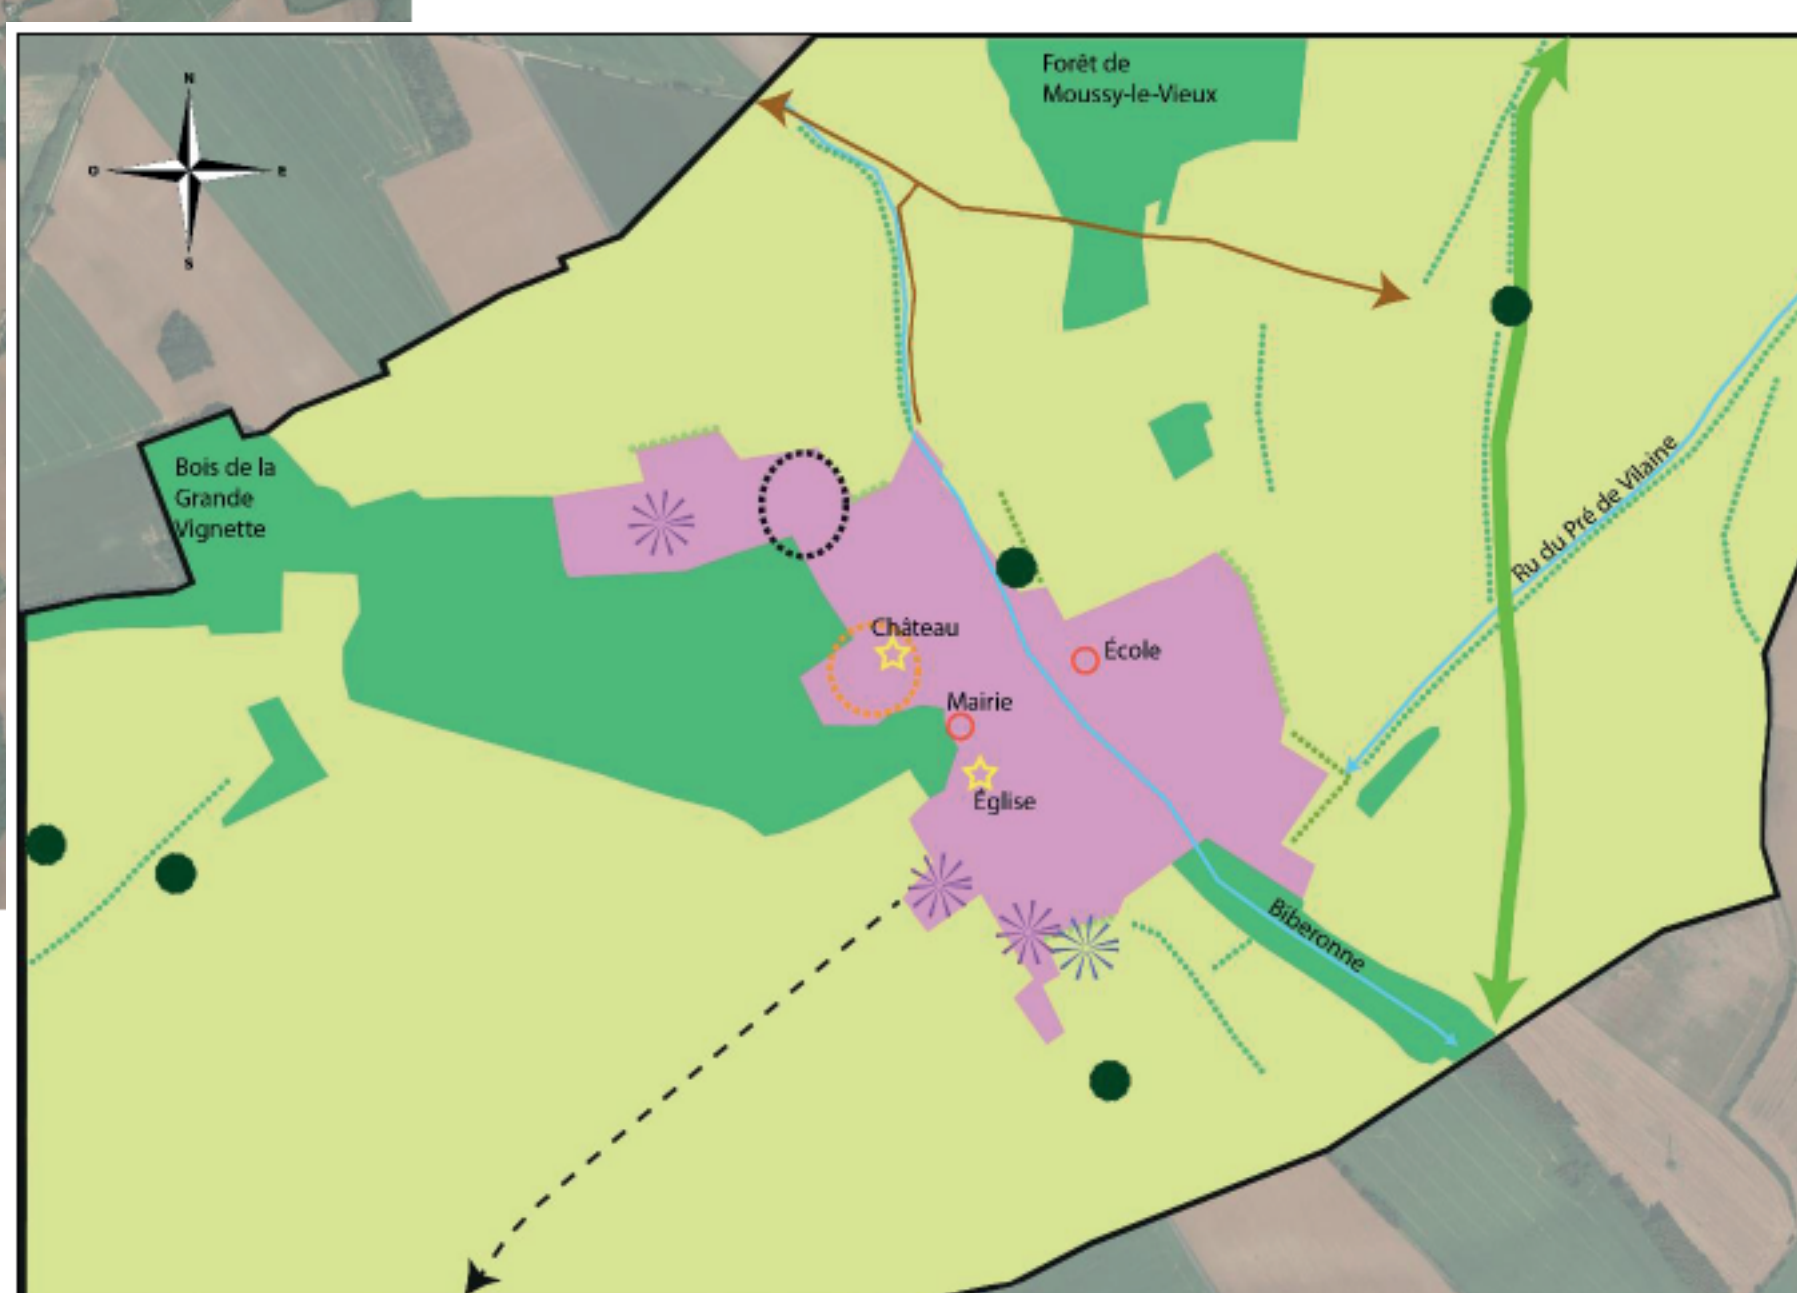 Forêt de
Moussy-le-Vieux
N
O
E
S
Bois de la
Grande
Vignette
Ru du Pré de Vilaine
Château
École
Mairie
Église
Biberonne